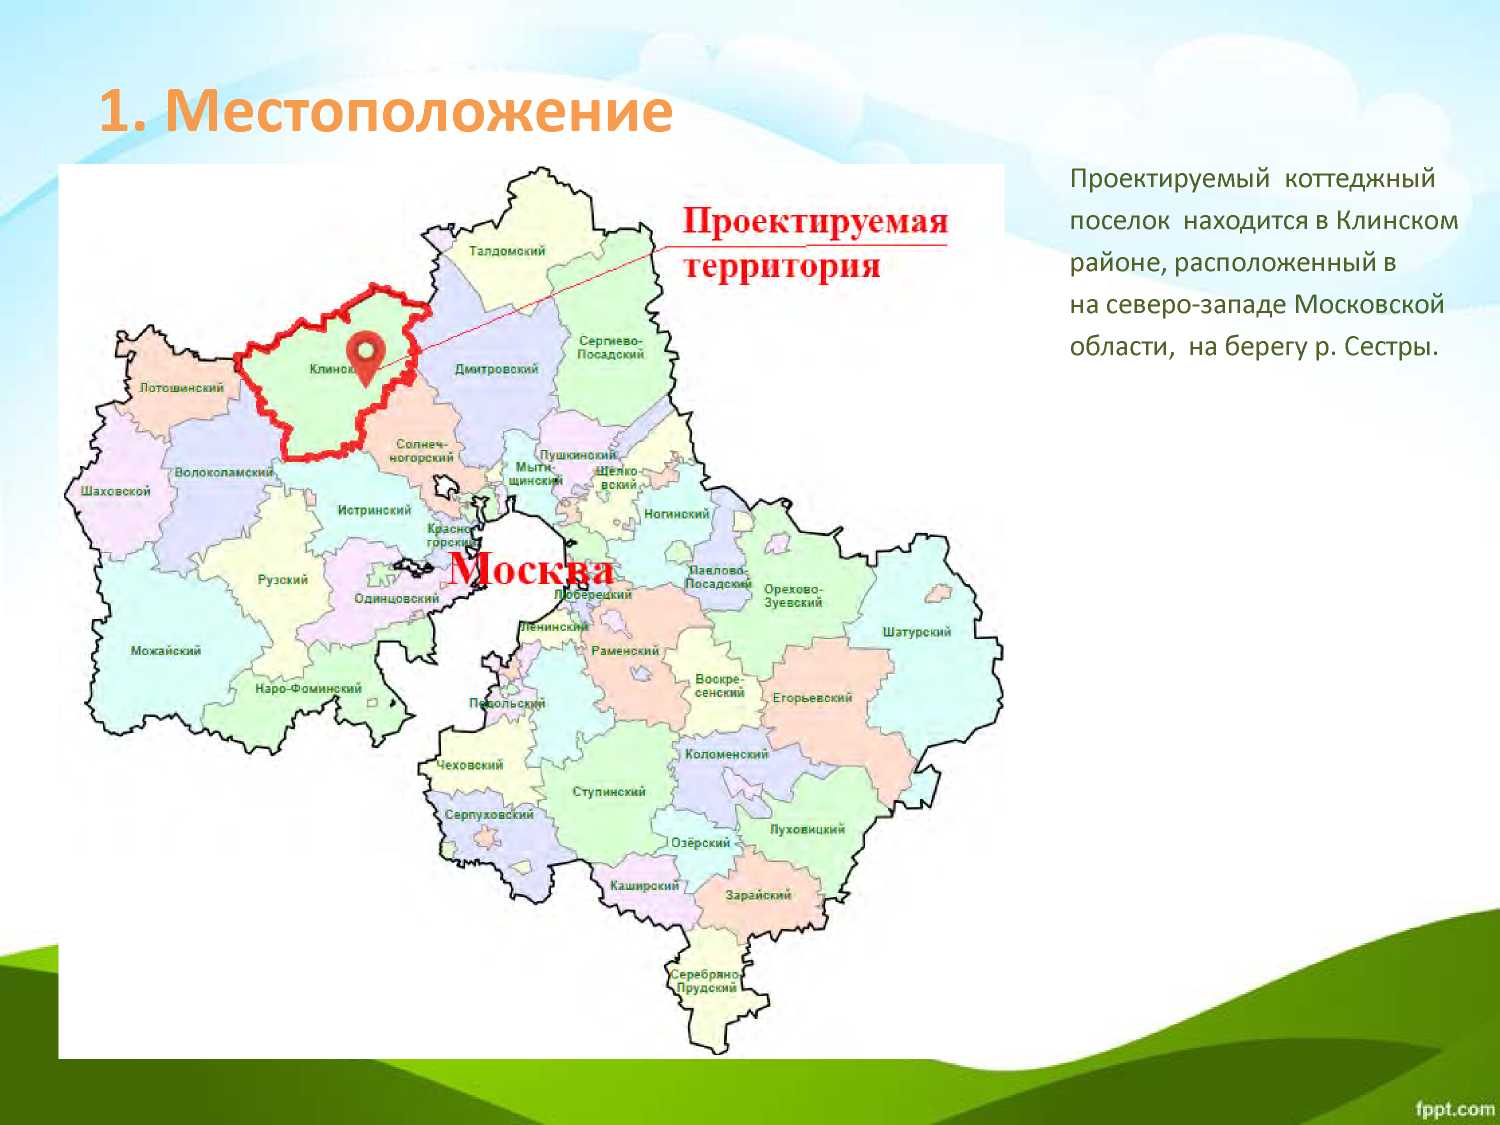 1. Местоположение
Проектируемый коттеджный
поселок находится в Клинском
районе, расположенный в
на северо-западе Московской
области, на берегу р. Сестры.
Проектируемая
территория
Талдомский
Сергиево-
Посадский
Клинск
Дмитровский
Лотошинский
Солнеч-
ногорский
Пушкинский
Мыти-
щинский
Щёлко-
вский
Волоколамский
Шаховской
Истринский
Ногинский
Красно-
горский
Москва
Павлово-
Посадский
Рузский
Одинцовский
Люберецкий
Орехово-
Зуевский
Ленинский
Шатурский
Можайский
Раменский
Воскре-
сенский
Наро-Фоминский
Егорьевский
Подольский
Коломенский
Чеховский
Ступинский
Серпуховский
Луховицкий
Озёрский
Каширский
Зарайский
Серебряно-
Прудский
fppt.com